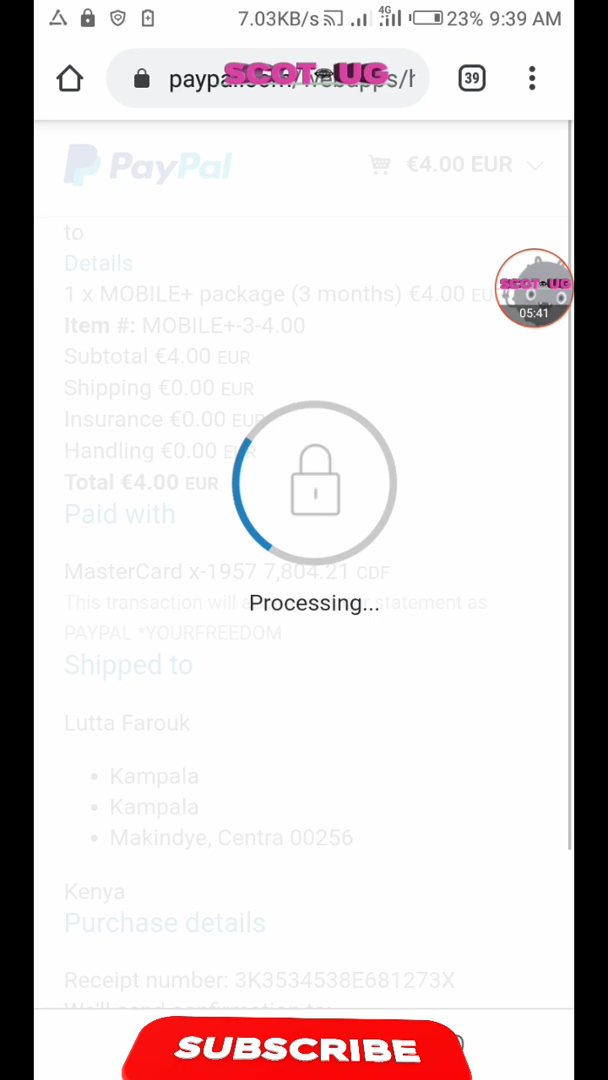 7.03KB/s 4G 23% 9:39 AM
SCOT UG
39
PayPal €4.00 EUR
to
Details
1 x MOBILE+ package (3 months) €4.00
SCOT UG
05:41
Item #: MOBILE+-3-4.00
Subtotal €4.00 EUR
Shipping €0.00 EUR
Insurance €0.00 EUR
Handling €0.00
Total €4.00 EUR
Paid with
MasterCard x-1957 7,804.21 CDF
This transaction will statement as
Processing...
PAYPAL *YOURFREEDOM
Shipped to
Lutta Farouk
Kampala
Kampala
Makindye, Centra 00256
Kenya
Purchase details
Receipt number: 3K3534538E681273X
SUBSCRIBE